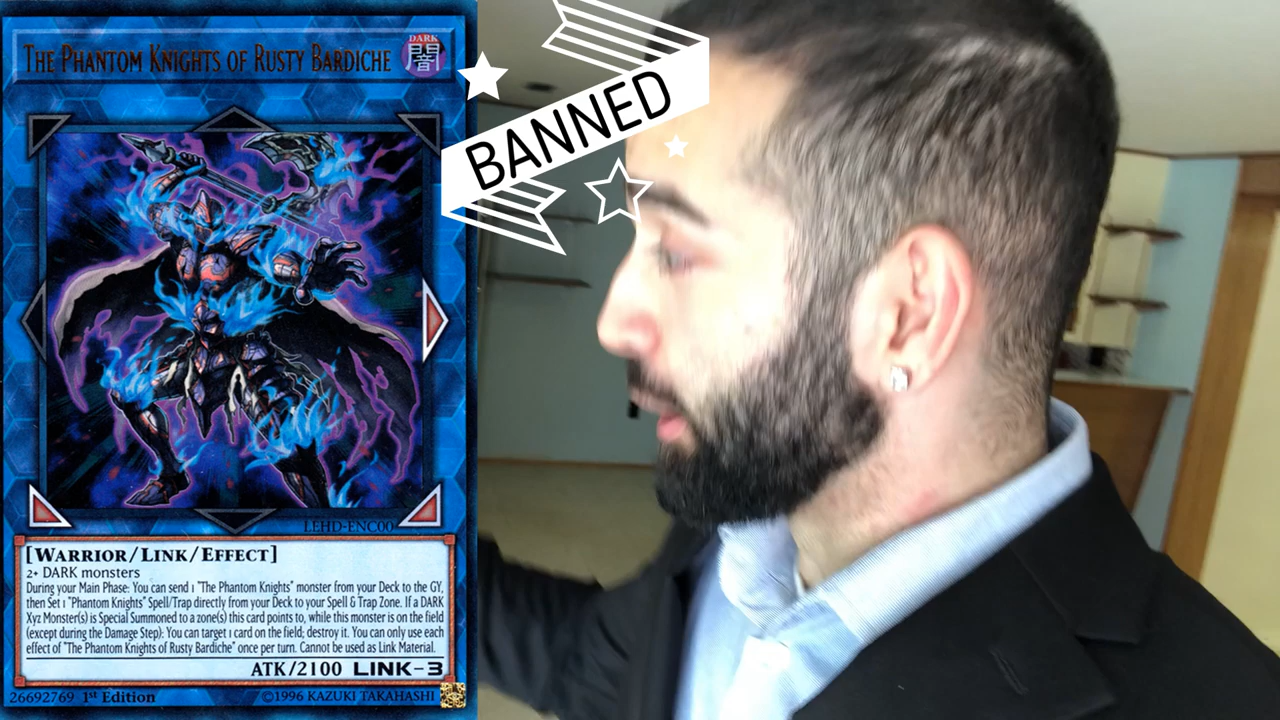 THE PHANTOM KNIGHTS OF RUSTY BARDICHE
DARK
闇
BANNED
LEHD-ENC00
[WARRIOR/LINK/EFFECT]
2+ DARK monsters
During your Main Phase: You can send 1 "The Phantom Knights" monster from your Deck to the GY,
then Set 1 "Phantom Knights" Spell/Trap directly from your Deck to your Spell & Trap Zone. If a DARK
Xyz Monster(s) is Special Summoned to a zone(s) this card points to, while this monster is on the field
(except during the Damage Step): You can target 1 card on the field; destroy it. You can only use each
effect of "The Phantom Knights of Rusty Bardiche" once per turn. Cannot be used as Link Material.
ATK/2100 LINK-3
26692769 1st Edition ©1996 KAZUKI TAKAHASHI